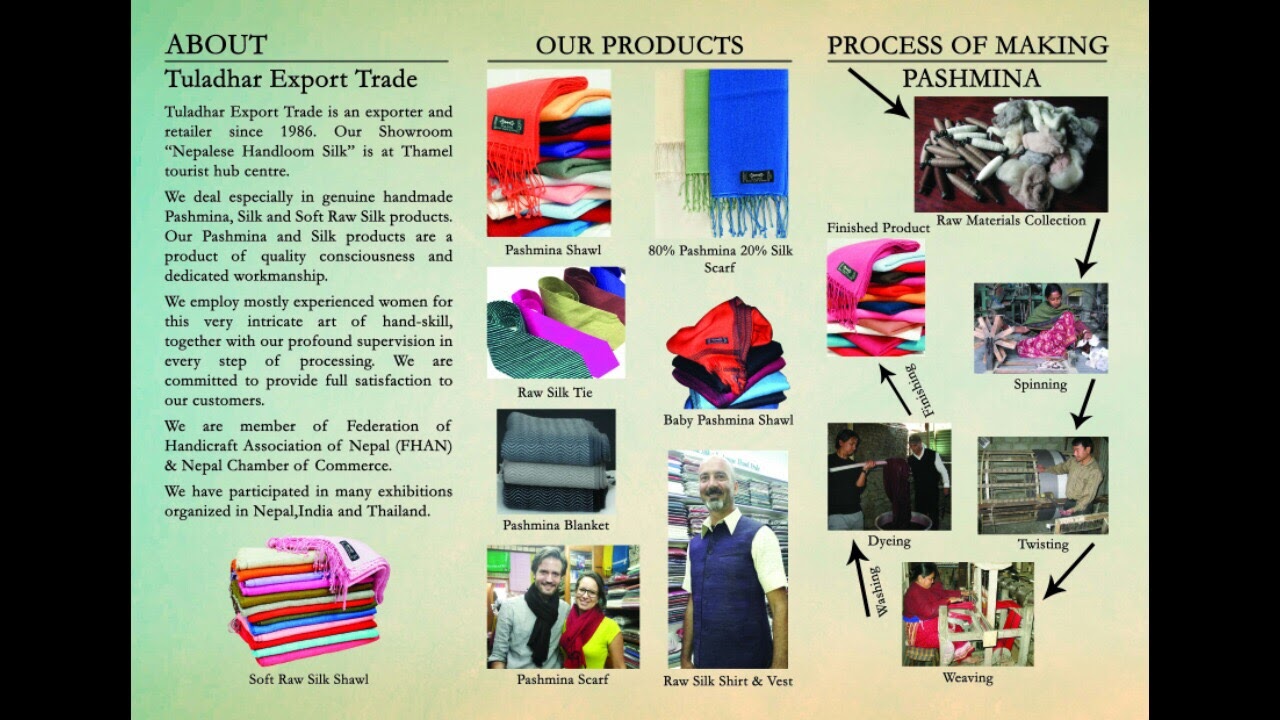 ABOUT
Tuladhar Export Trade
Tuladhar Export Trade is an exporter and
retailer since 1986. Our Showroom
“Nepalese Handloom Silk” is at Thamel
tourist hub centre.
We deal especially in genuine handmade
Pashmina, Silk and Soft Raw Silk products.
Our Pashmina and Silk products are a
product of quality consciousness and
dedicated workmanship.
We employ mostly experienced women for
this very intricate art of hand-skill,
together with our profound supervision in
every step of processing. We are
committed to provide full satisfaction to
our customers.
We are member of Federation of
Handicraft Association of Nepal (FHAN)
& Nepal Chamber of Commerce.
We have participated in many exhibitions
organized in Nepal,India and Thailand.
Soft Raw Silk Shawl
OUR PRODUCTS
Pashmina Shawl
80% Pashmina 20% Silk
Scarf
Raw Silk Tie
Baby Pashmina Shawl
Pashmina Blanket
Pashmina Scarf
Raw Silk Shirt & Vest
PROCESS OF MAKING
PASHMINA
Raw Materials Collection
Spinning
Twisting
Weaving
Washing
Dyeing
Finishing
Finished Product